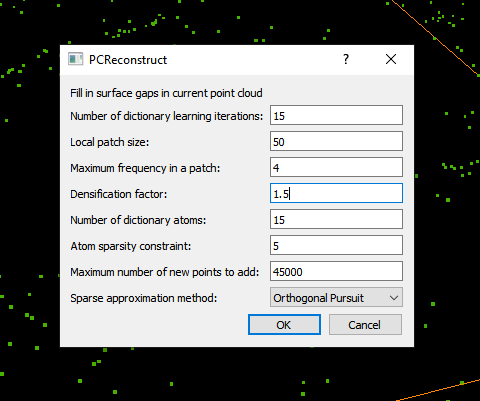 PCReconstruct ?
Fill in surface gaps in current point cloud
Number of dictionary learning iterations: 15
Local patch size: 50
Maximum frequency in a patch: 4
Densification factor: 1.5
Number of dictionary atoms: 15
Atom sparsity constraint: 5
Maximum number of new points to add: 45000
Sparse approximation method: Orthogonal Pursuit
OK Cancel